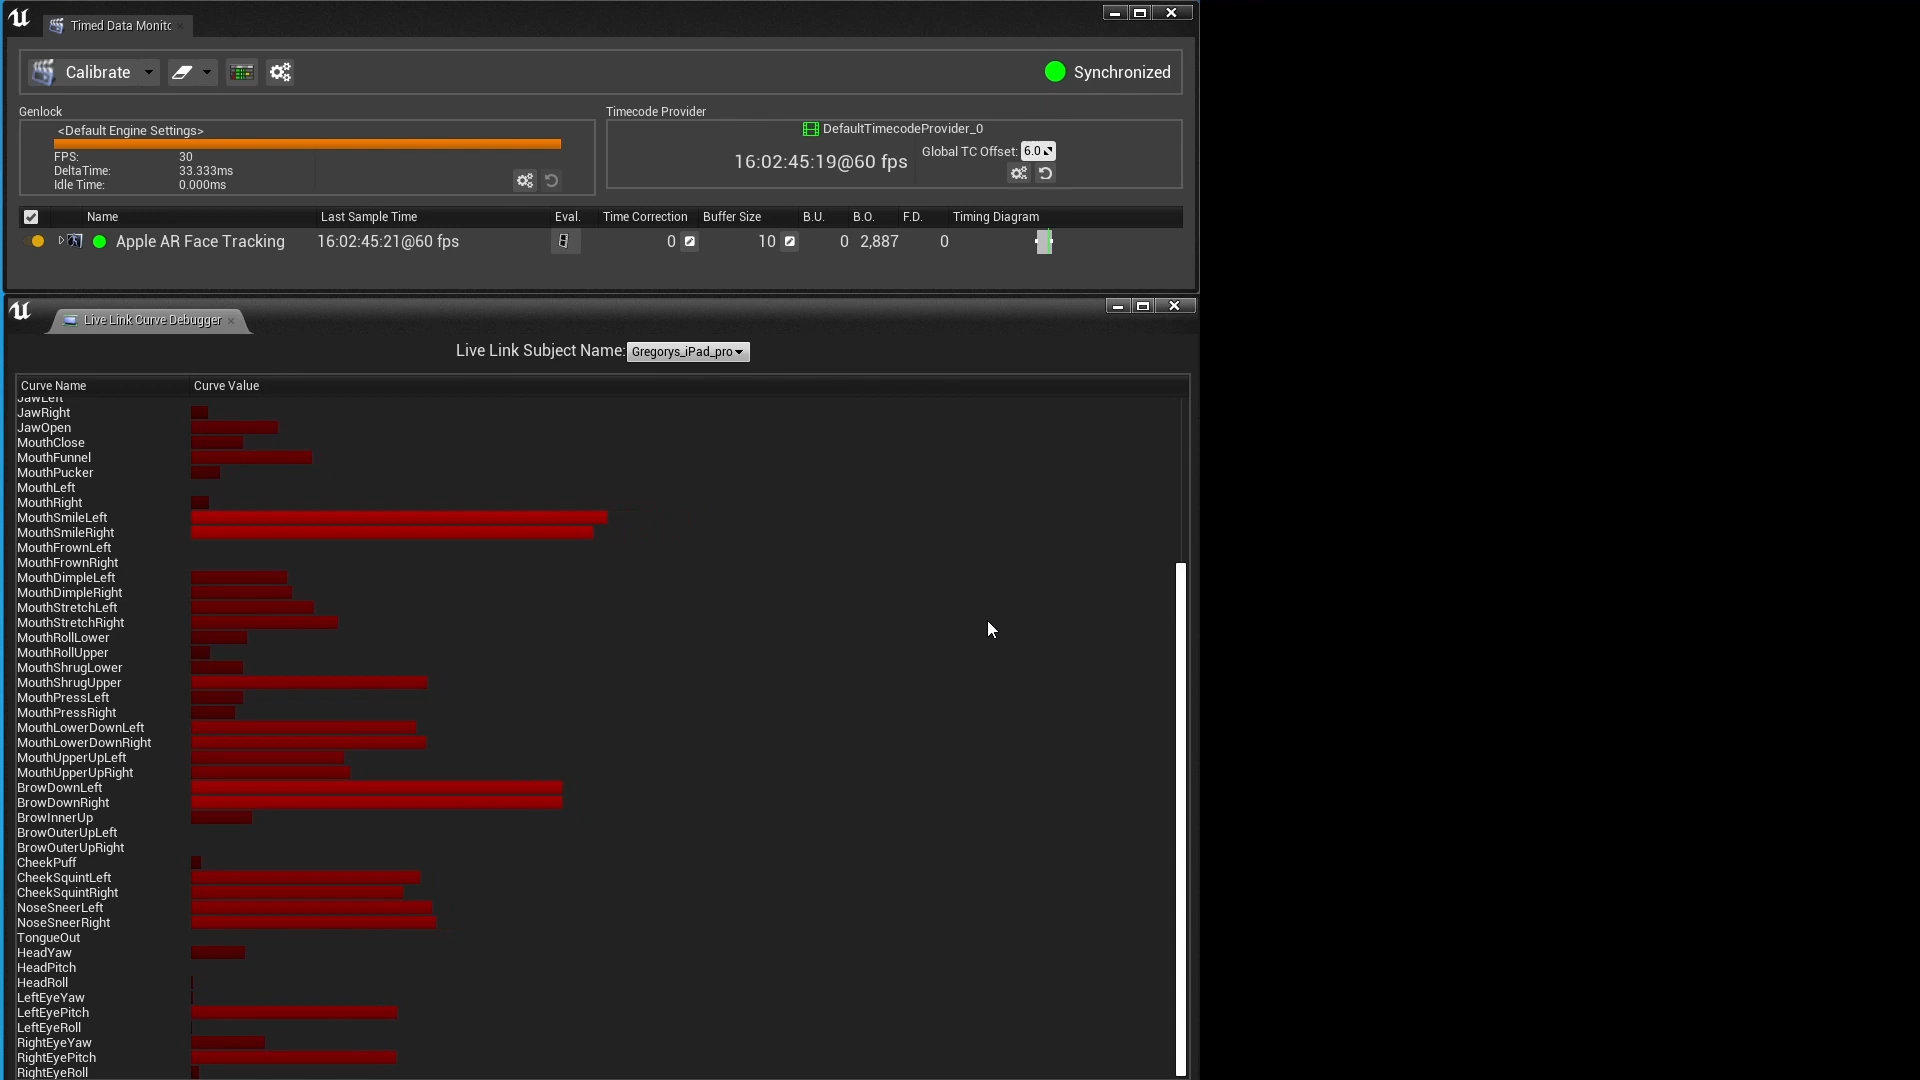 Timed Data Monitc
Calibrate
Synchronized
Genlock
Timecode Provider
<Default Engine Settings>
DefaultTimecodeProvider_0
FPS: 30
DeltaTime: 33.333ms
Idle Time: 0.000ms
16:02:45:19@60 fps
Global TC Offset: 6.0
Name Last Sample Time Eval. Time Correction Buffer Size B.U. B.O. F.D. Timing Diagram
Apple AR Face Tracking 16:02:45:21@60 fps 0 10 0 2,887 0
Live Link Curve Debugger
Live Link Subject Name: Gregorys_iPad_pro
Curve Name Curve Value
JawLeft
JawRight
JawOpen
MouthClose
MouthFunnel
MouthPucker
MouthLeft
MouthRight
MouthSmileLeft
MouthSmileRight
MouthFrownLeft
MouthFrownRight
MouthDimpleLeft
MouthDimpleRight
MouthStretchLeft
MouthStretchRight
MouthRollLower
MouthRollUpper
MouthShrugLower
MouthShrugUpper
MouthPressLeft
MouthPressRight
MouthLowerDownLeft
MouthLowerDownRight
MouthUpperUpLeft
MouthUpperUpRight
BrowDownLeft
BrowDownRight
BrowInnerUp
BrowOuterUpLeft
BrowOuterUpRight
CheekPuff
CheekSquintLeft
CheekSquintRight
NoseSneerLeft
NoseSneerRight
TongueOut
HeadYaw
HeadPitch
HeadRoll
LeftEyeYaw
LeftEyePitch
LeftEyeRoll
RightEyeYaw
RightEyePitch
RightEyeRoll